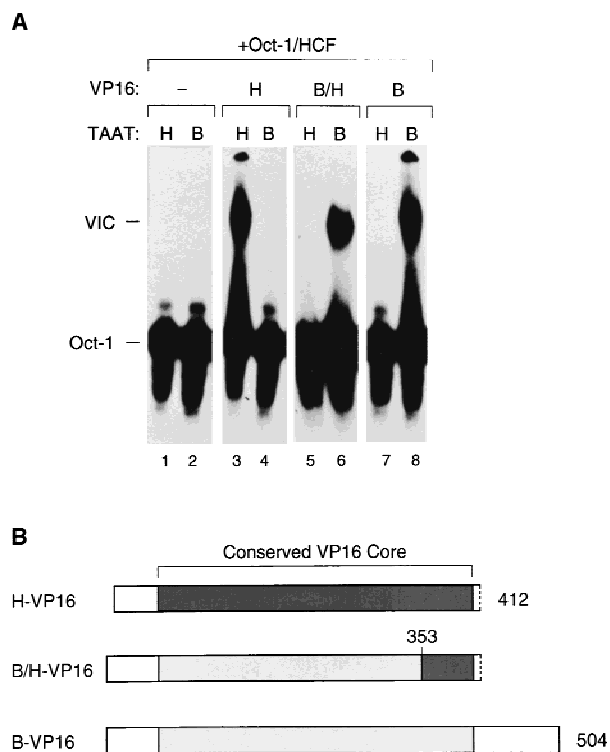 A
+Oct-1/HCF
VP16: – H B/H B
TAAT: H B H B H B H B
VIC –
Oct-1 –
1 2 3 4 5 6 7 8
B
Conserved VP16 Core
H-VP16 412
353
B/H-VP16
B-VP16 504